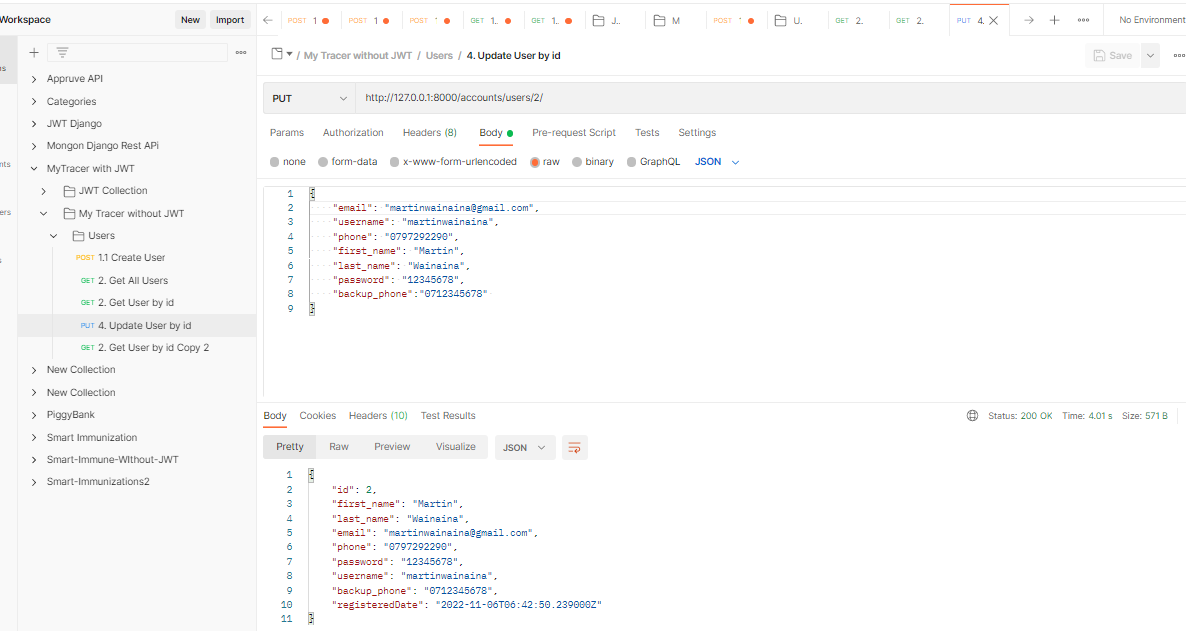 Workspace
New Import
POST 1 POST 1 POST GET 1.. GET 1.. J.. M POST U. GET 2. GET 2. PUT 4. No Environment
/ My Tracer without JWT / Users / 4. Update User by id
Save
PUT http://127.0.0.1:8000/accounts/users/2/
Params Authorization Headers (8) Body Pre-request Script Tests Settings
none form-data x-www-form-urlencoded raw binary GraphQL JSON
1 {
2 "email": "martinwainaina@gmail.com",
3 "username": "martinwainaina",
4 "phone": "0797292290",
5 "first_name": "Martin",
6 "last_name": "Wainaina",
7 "password": "12345678",
8 "backup_phone":"0712345678"
9 }
Appruve API
Categories
JWT Django
Mongon Django Rest APi
MyTracer with JWT
JWT Collection
My Tracer without JWT
Users
POST 1.1 Create User
GET 2. Get All Users
GET 2. Get User by id
PUT 4. Update User by id
GET 2. Get User by id Copy 2
New Collection
New Collection
PiggyBank
Smart Immunization
Smart-Immune-WIthout-JWT
Smart-Immunizations2
Body Cookies Headers (10) Test Results
Status: 200 OK Time: 4.01 s Size: 571 B
Pretty Raw Preview Visualize JSON
1 {
2 "id": 2,
3 "first_name": "Martin",
4 "last_name": "Wainaina",
5 "email": "martinwainaina@gmail.com",
6 "phone": "0797292290",
7 "password": "12345678",
8 "username": "martinwainaina",
9 "backup_phone": "0712345678",
10 "registeredDate": "2022-11-06T06:42:50.239000Z"
11 }